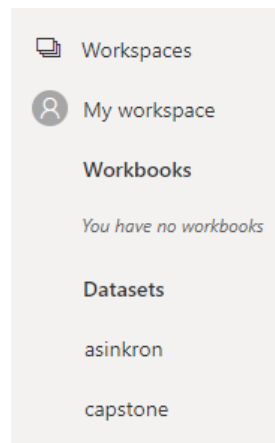 Workspaces
My workspace
Workbooks
You have no workbooks
Datasets
asinkron
capstone